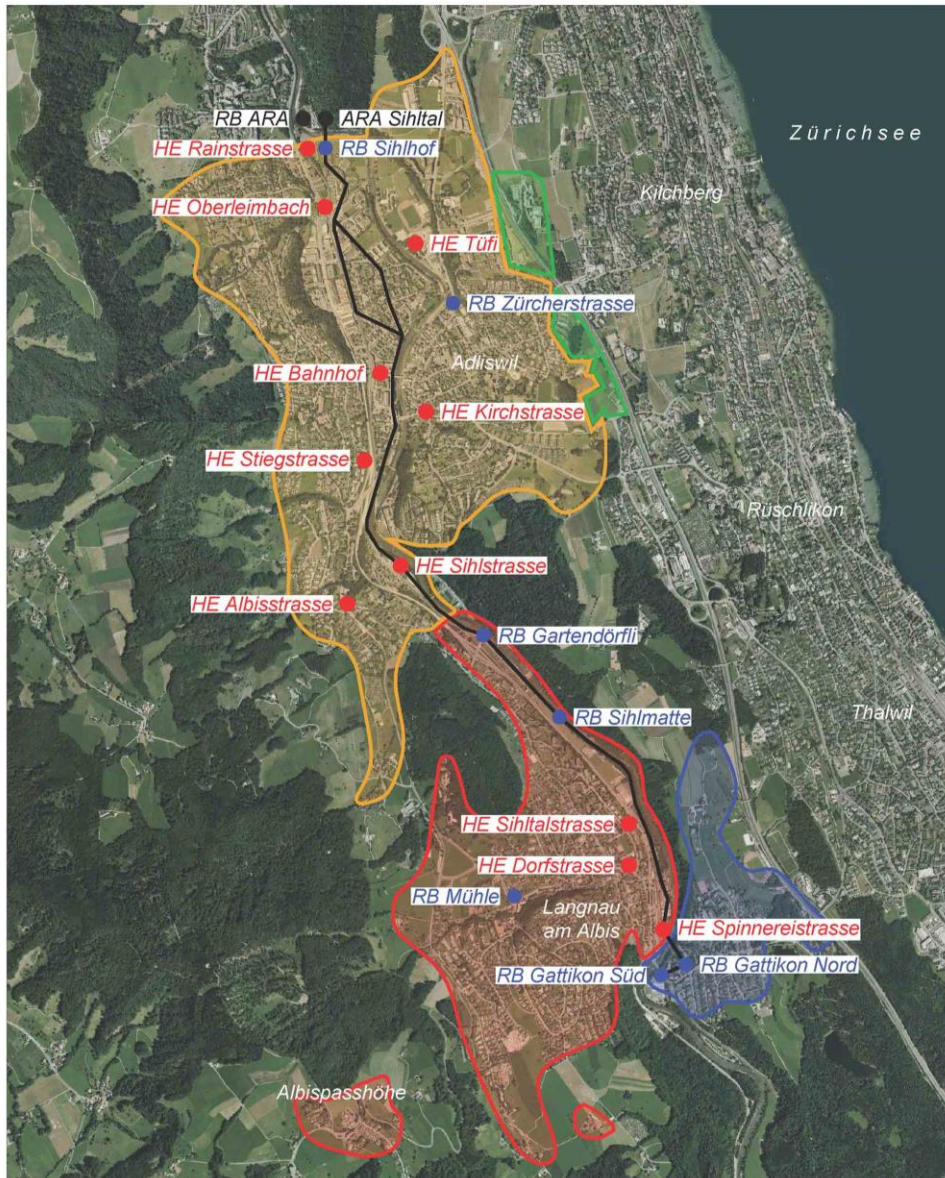 RB ARA
ARA Sihltal
Zürichsee
HE Rainstrasse
RB Sihlhof
Kilchberg
HE Oberleimbach
HE Tüfi
RB Zürcherstrasse
Adliswil
HE Bahnhof
HE Kirchstrasse
HE Stiegstrasse
Rüschlikon
HE Sihlstrasse
HE Albisstrasse
RB Gartendörfli
Thalwil
RB Sihlmatte
HE Sihltalstrasse
HE Dorfstrasse
RB Mühle
Langnau
am Albis
HE Spinnereistrasse
RB Gattikon Süd
RB Gattikon Nord
Albispasshöhe